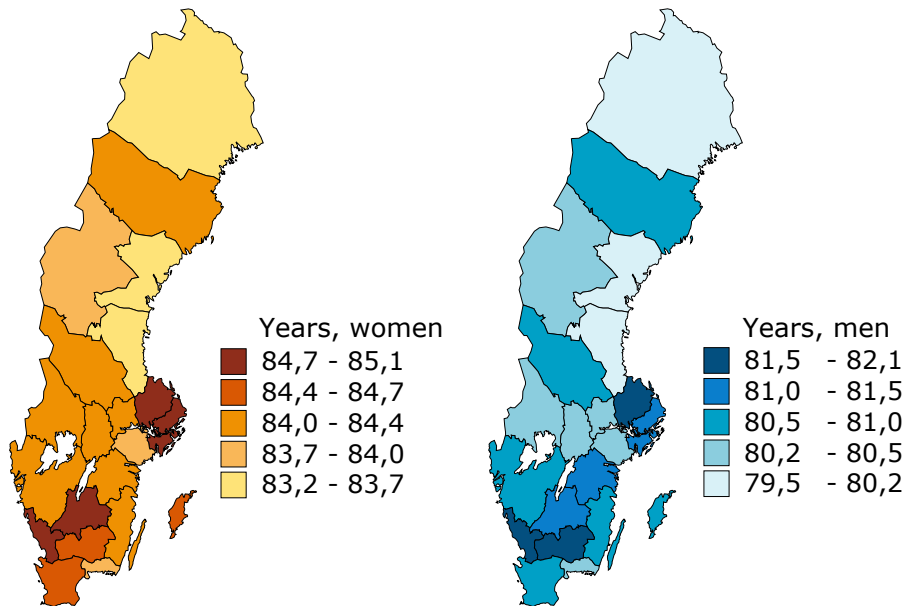 Years, women
84,7 - 85,1
84,4 - 84,7
84,0 - 84,4
83,7 - 84,0
83,2 - 83,7
Years, men
81,5 - 82,1
81,0 - 81,5
80,5 - 81,0
80,2 - 80,5
79,5 - 80,2